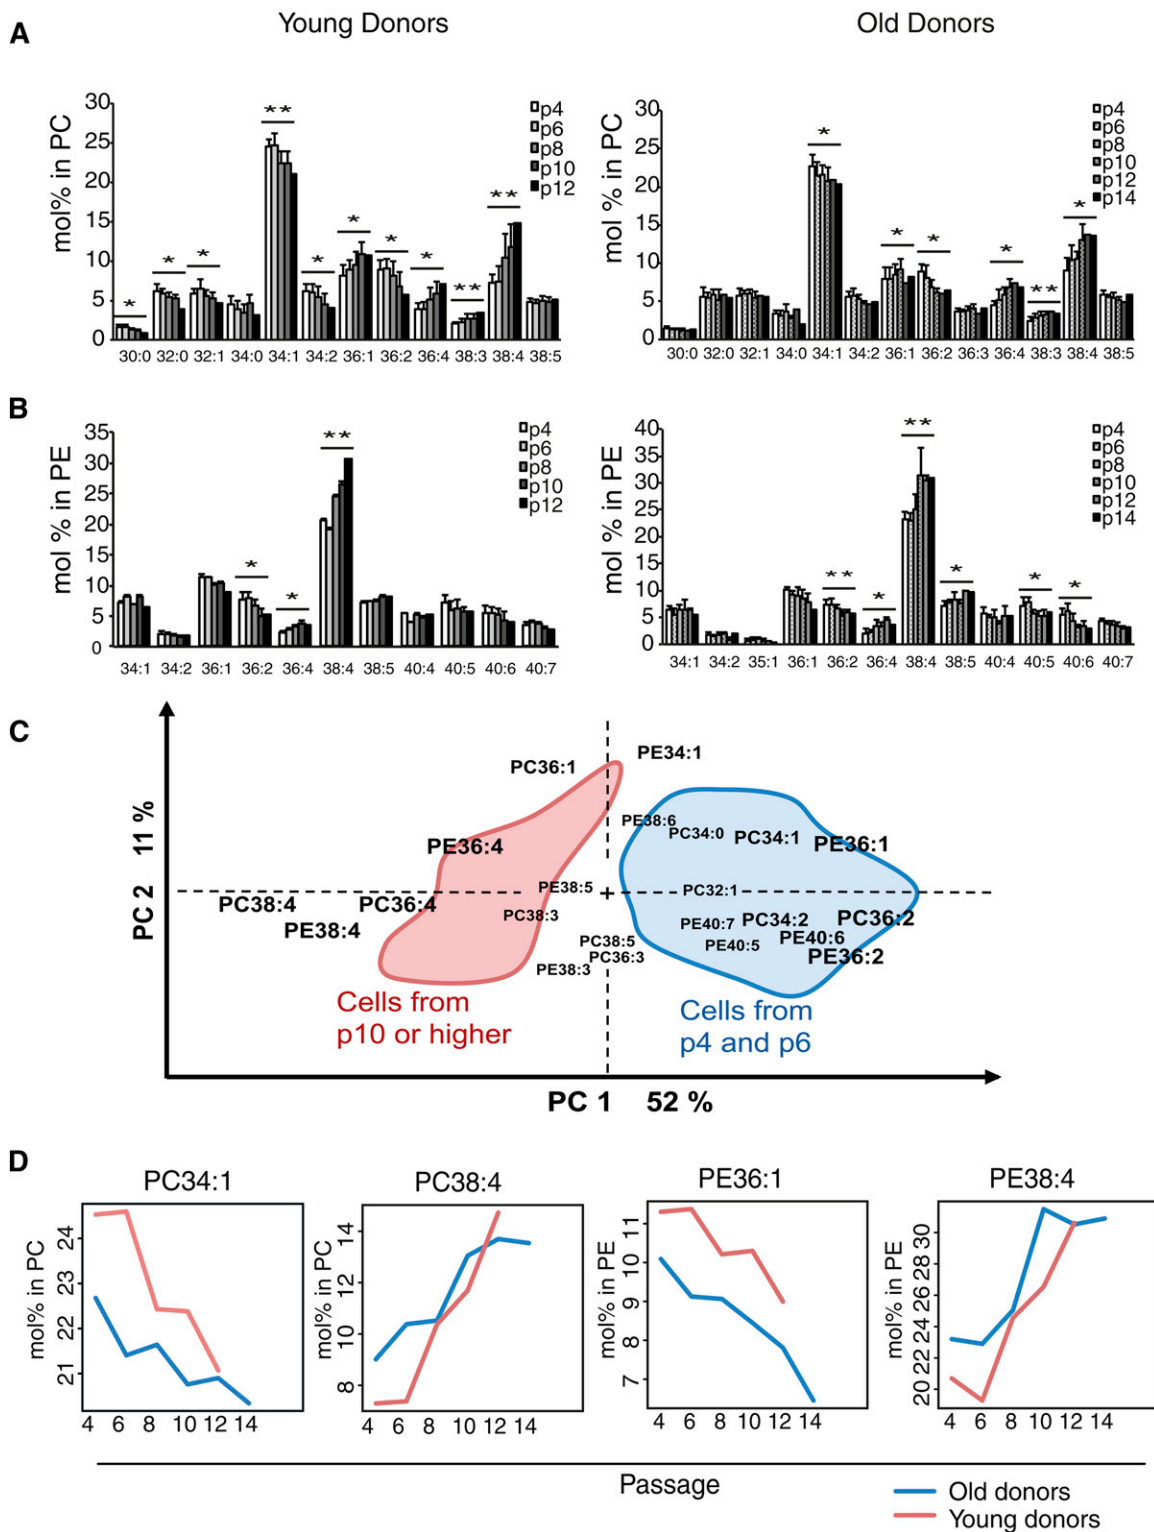 A
Young Donors
Old Donors
mol% in PC
30
25
20
15
10
5
0
**
*
*
*
*
*
*
*
**
**
p4
p6
p8
p10
p12
30:0 32:0 32:1 34:0 34:1 34:2 36:1 36:2 36:4 38:3 38:4 38:5
mol % in PC
30
25
20
15
10
5
0
*
*
*
*
**
*
p4
p6
p8
p10
p12
p14
30:0 32:0 32:1 34:0 34:1 34:2 36:1 36:2 36:3 36:4 38:3 38:4 38:5
B
mol % in PE
35
30
25
20
15
10
5
0
*
*
**
p4
p6
p8
p10
p12
34:1 34:2 36:1 36:2 36:4 38:4 38:5 40:4 40:5 40:6 40:7
mol % in PE
40
35
30
25
20
15
10
5
0
**
*
**
*
*
*
p4
p6
p8
p10
p12
p14
34:1 34:2 35:1 36:1 36:2 36:4 38:4 38:5 40:4 40:5 40:6 40:7
C
PC 2 11 %
PC36:1
PE34:1
PE38:6
PC34:0
PC34:1
PE36:1
PE36:4
PE38:5
PC32:1
PC38:4
PC36:4
PC38:3
PE38:4
PE40:7
PC34:2
PC36:2
PC38:5
PE40:5
PE40:6
PC36:3
PE36:2
PE38:3
Cells from
p10 or higher
Cells from
p4 and p6
PC 1 52 %
D
PC34:1
PC38:4
PE36:1
PE38:4
mol% in PC
24
23
22
21
4 6 8 10 12 14
mol% in PC
14
12
10
8
4 6 8 10 12 14
mol% in PE
11
10
9
8
7
4 6 8 10 12 14
mol% in PE
30
28
26
24
22
20
4 6 8 10 12 14
Passage
Old donors
Young donors